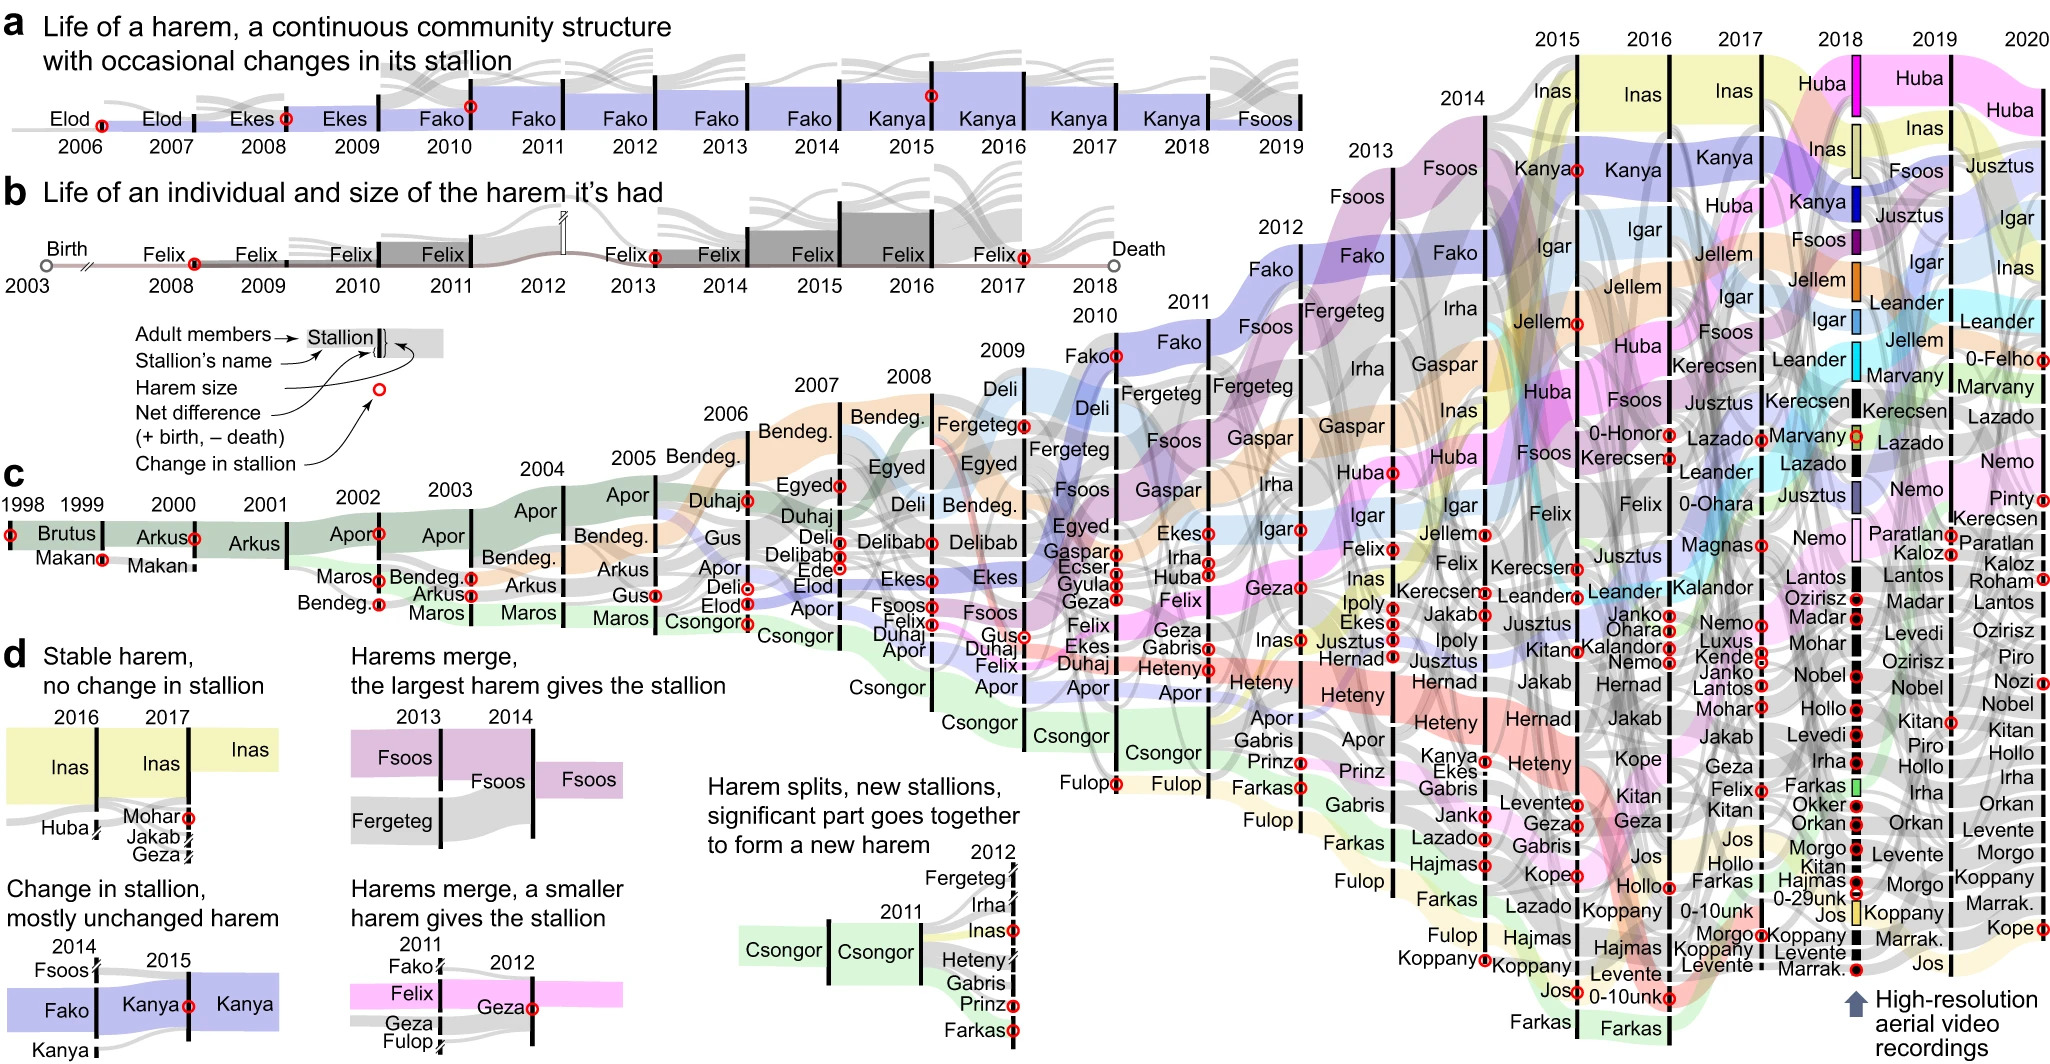 a Life of a harem, a continuous community structure
with occasional changes in its stallion
Elod Elod Ekes Ekes Fako Fako Fako Fako Fako Kanya Kanya Kanya Kanya Fsoos
2006 2007 2008 2009 2010 2011 2012 2013 2014 2015 2016 2017 2018 2019
b Life of an individual and size of the harem it's had
Birth Felix Felix Felix Felix Felix Felix Felix Felix Felix Death
2003 2008 2009 2010 2011 2012 2013 2014 2015 2016 2017 2018
Adult members
Stallion
Stallion's name
Harem size
Net difference
(+ birth, – death)
Change in stallion
c
1998
1999
Brutus
Makan
2000
Arkus
Makan
2001
Arkus
2002
Apor
Maros
Bendeg.
2003
Apor
Bendeg.
Arkus
Maros
2004
Apor
Bendeg.
Arkus
Maros
2005
Apor
Bendeg.
Arkus
Gus
Maros
2006
Bendeg.
Duhaj
Gus
Apor
Deli
Elod
Csongor
2007
Bendeg.
Egyed
Duhaj
Deli
Delibab
Ede
Elod
Apor
Csongor
2008
Bendeg.
Egyed
Deli
Delibab
Ekes
Fsoos
Felix
Duhaj
Apor
Csongor
2009
Deli
Fergeteg
Egyed
Bendeg.
Delibab
Ekes
Fsoos
Gus
Duhaj
Felix
Apor
Csongor
2010
Fako
Deli
Fergeteg
Fsoos
Egyed
Gaspar
Ecser
Gyula
Geza
Felix
Ekes
Duhaj
Apor
Csongor
Fulop
2011
Fako
Fergeteg
Fsoos
Gaspar
Ekes
Irha
Huba
Felix
Geza
Gabris
Heteny
Apor
Csongor
Fulop
2012
Fako
Fsoos
Fergeteg
Gaspar
Irha
Igar
Geza
Inas
Heteny
Apor
Gabris
Prinz
Farkas
Fulop
2013
Fsoos
Fako
Fergeteg
Irha
Gaspar
Huba
Igar
Felix
Inas
Ipoly
Ekes
Jusztus
Hernad
Heteny
Apor
Prinz
Gabris
Farkas
Fulop
2014
Fsoos
Fako
Irha
Gaspar
Inas
Huba
Igar
Jellem
Felix
Kerecsen
Jakab
Ipoly
Jusztus
Hernad
Heteny
Kanya
Ekes
Gabris
Jank
Lazado
Hajmas
Farkas
Fulop
Koppany
2015
Inas
Kanya
Igar
Jellem
Huba
Fsoos
Felix
Kerecsen
Leander
Jusztus
Kitan
Jakab
Hernad
Heteny
Levente
Geza
Gabris
Kope
Lazado
Hajmas
Koppany
Jos
Farkas
2016
Inas
Kanya
Igar
Jellem
Huba
Fsoos
0-Honor
Kerecsen
Felix
Jusztus
Leander
Janko
Ohara
Kalandor
Nemo
Hernad
Jakab
Kope
Kitan
Geza
Jos
Hollo
Koppany
Hajmas
Levente
0-10unk
Farkas
2017
Inas
Kanya
Huba
Jellem
Igar
Fsoos
Kerecsen
Jusztus
Lazado
Leander
0-Ohara
Magnas
Kalandor
Nemo
Luxus
Kende
Janko
Lantos
Mohar
Jakab
Geza
Felix
Kitan
Jos
Hollo
Farkas
0-10unk
Morgo
Koppany
Levente
2018
Huba
Inas
Kanya
Fsoos
Jellem
Igar
Leander
Kerecsen
Marvany
Lazado
Jusztus
Nemo
Lantos
Ozirisz
Madar
Mohar
Nobel
Hollo
Levedi
Irha
Farkas
Okker
Orkan
Morgo
Kitan
Hajmas
0-29unk
Jos
Koppany
Levente
Marrak.
2019
Huba
Inas
Fsoos
Jusztus
Igar
Leander
Jellem
Marvany
Kerecsen
Lazado
Nemo
Paratlan
Kaloz
Lantos
Madar
Levedi
Ozirisz
Nobel
Kitan
Piro
Hollo
Irha
Orkan
Levente
Morgo
Koppany
Marrak.
Jos
2020
Huba
Jusztus
Igar
Inas
Leander
0-Felho
Marvany
Lazado
Nemo
Pinty
Kerecsen
Paratlan
Kaloz
Roham
Lantos
Ozirisz
Piro
Nozi
Nobel
Kitan
Hollo
Irha
Orkan
Levente
Morgo
Koppany
Marrak.
Kope
High-resolution
aerial video
recordings
d
Stable harem,
no change in stallion
2016 2017
Inas Inas Inas
Huba
Mohar
Jakab
Geza
Harems merge,
the largest harem gives the stallion
2013 2014
Fsoos Fsoos Fsoos
Fergeteg
Change in stallion,
mostly unchanged harem
2014
2015
Fsoos
Fako Kanya Kanya
Kanya
Harems merge, a smaller
harem gives the stallion
2011
2012
Fako
Felix
Geza
Geza
Fulop
Harem splits, new stallions,
significant part goes together
to form a new harem
2011
2012
Csongor Csongor
Fergeteg
Irha
Inas
Heteny
Gabris
Prinz
Farkas